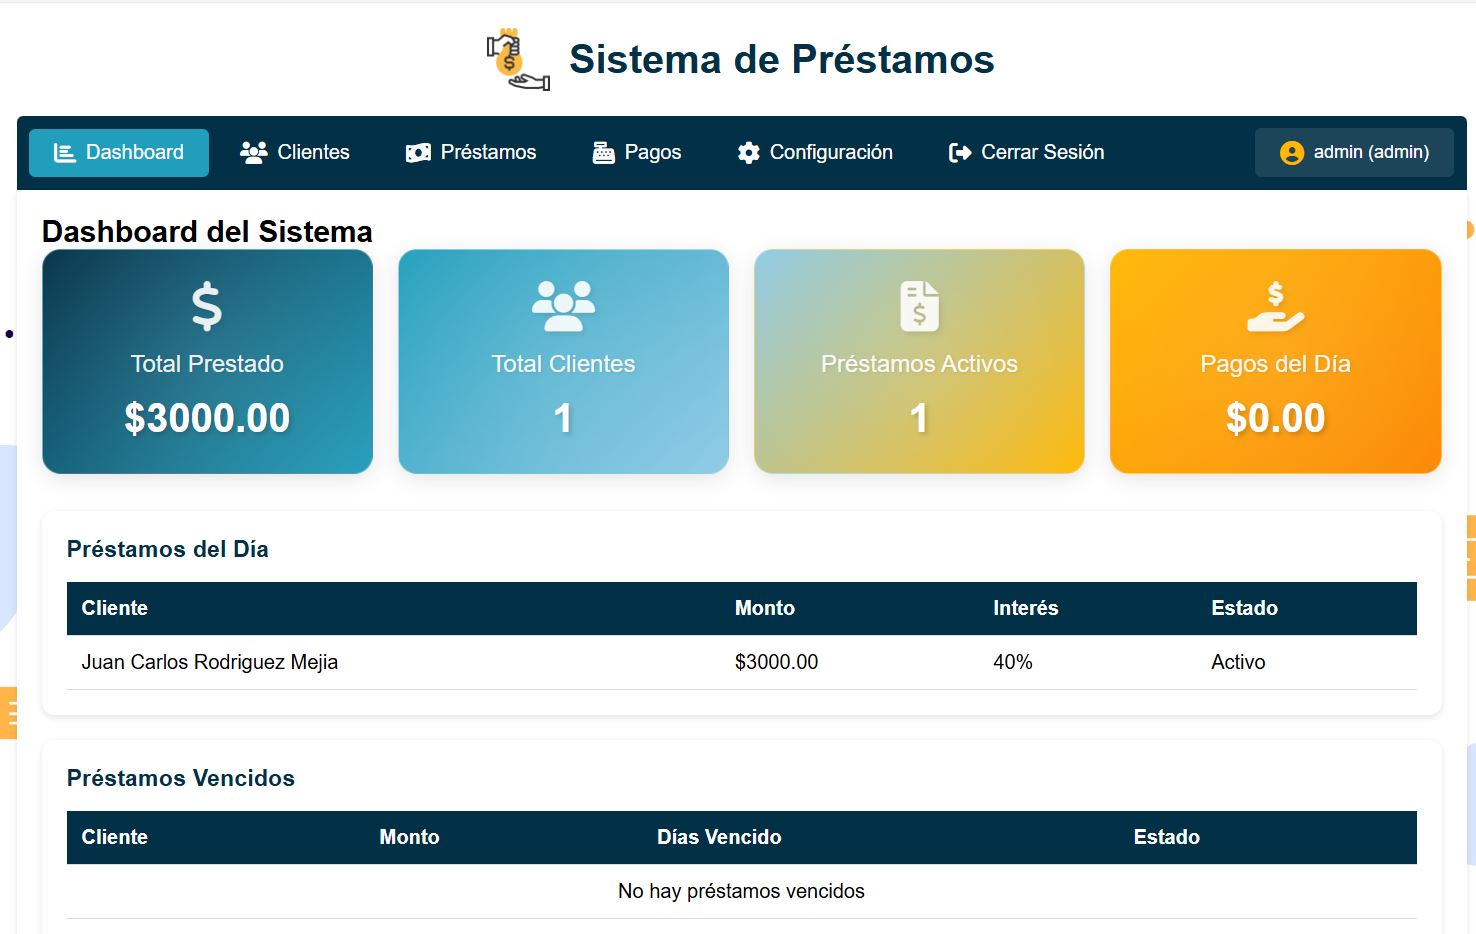 Sistema de Préstamos
Dashboard Clientes Préstamos Pagos Configuración Cerrar Sesión admin (admin)
Dashboard del Sistema
Total Prestado
$3000.00
Total Clientes
1
Préstamos Activos
1
Pagos del Día
$0.00
Préstamos del Día
Cliente Monto Interés Estado
Juan Carlos Rodriguez Mejia $3000.00 40% Activo
Préstamos Vencidos
Cliente Monto Días Vencido Estado
No hay préstamos vencidos